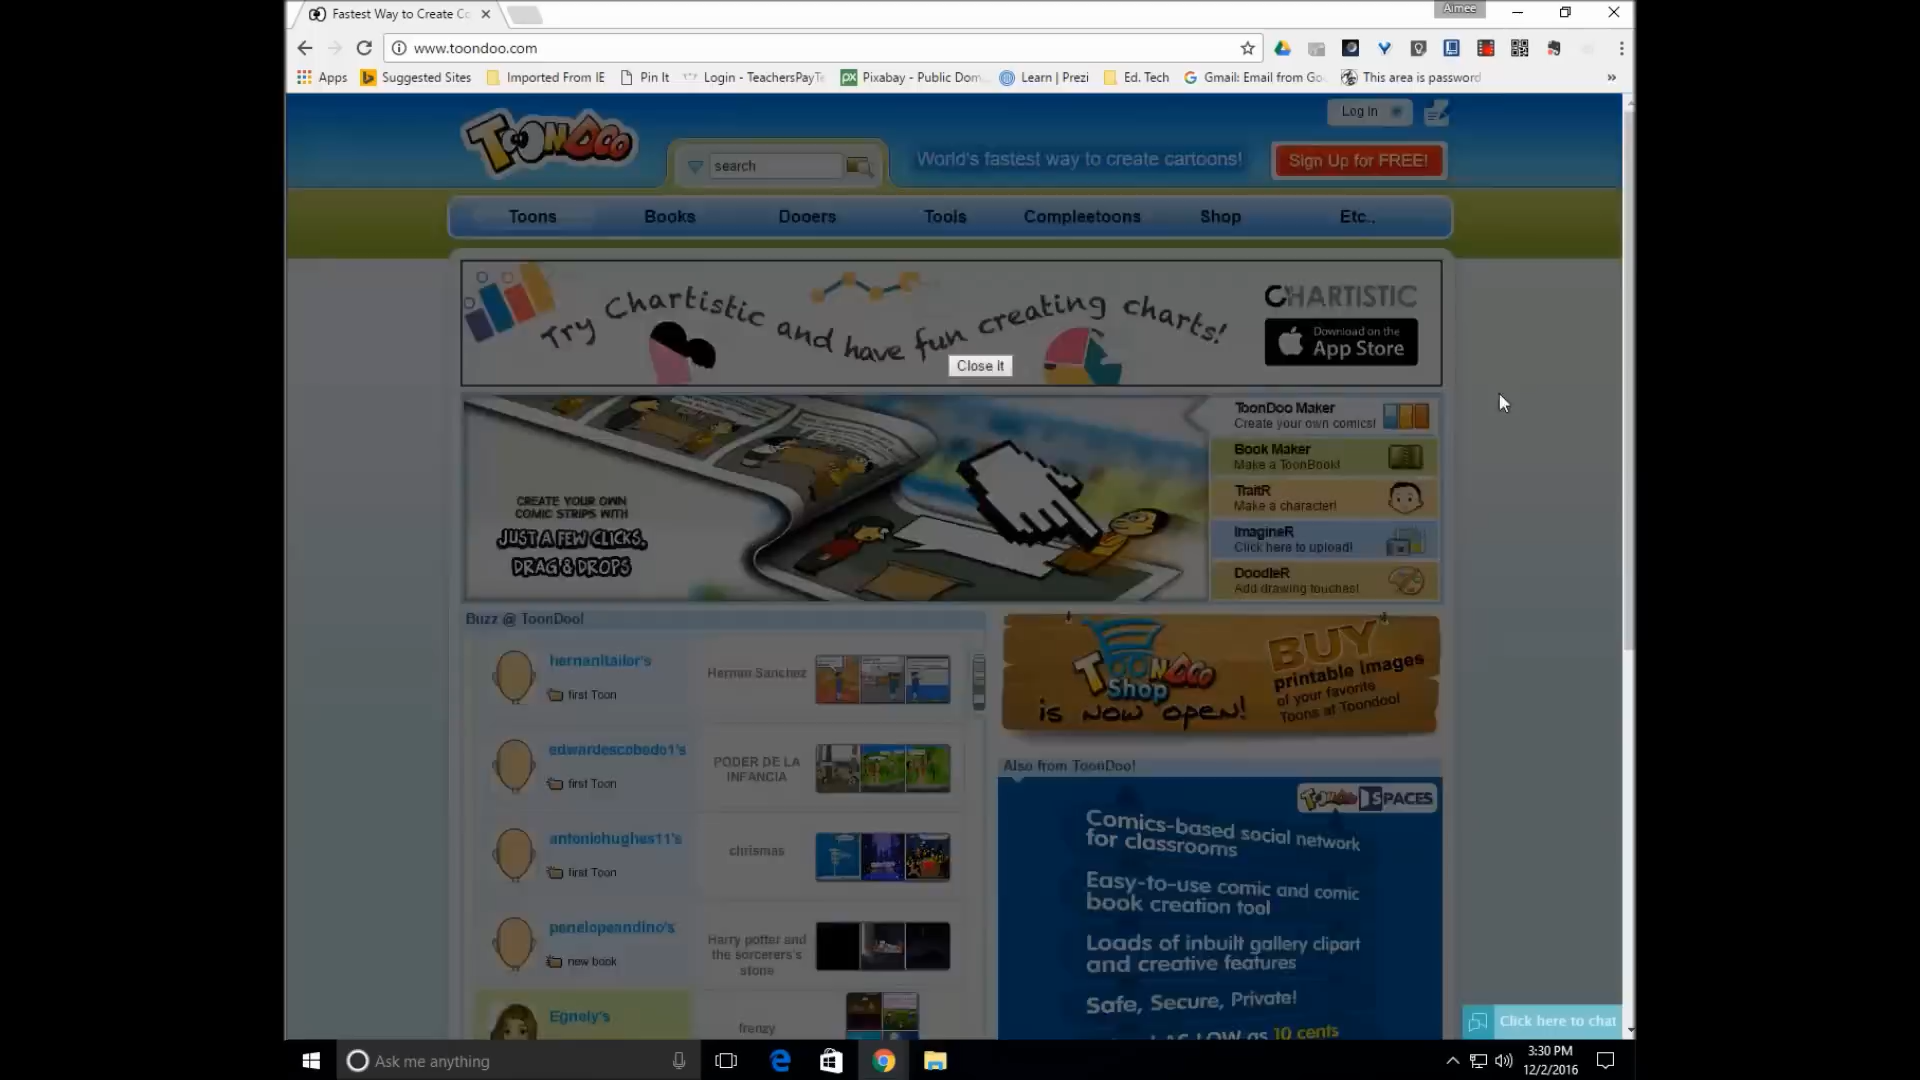 Fastest Way to Create Co
Aimee
www.toondoo.com
Apps
Suggested Sites
Imported From IE
Pin It
Login - TeachersPayTe
Pixabay - Public Dom
Learn | Prezi
Ed. Tech
Gmail: Email from Go
This area is password
TOONDOO
search
World's fastest way to create cartoons!
Log in
Sign Up for FREE!
Toons
Books
Dooers
Tools
Compleetoons
Shop
Etc..
Try Chartistic and have fun creating charts!
CHARTISTIC
Download on the
App Store
Close It
CREATE YOUR OWN
COMIC STRIPS WITH
JUST A FEW CLICKS,
DRAG & DROPS
ToonDoo Maker
Create your own comics!
Book Maker
Make a ToonBook!
TraitR
Make a character!
ImagineR
Click here to upload!
DoodleR
Add drawing touches!
Buzz @ ToonDoo!
hernanitailor's
first Toon
Hernan Sanchez
edwardescobedo1's
first Toon
PODER DE LA
INFANCIA
antoniohughes11's
first Toon
chrismas
penelopeandino's
new book
Harry potter and
the sorcerers's
stone
Egnely's
frenzy
TOONDOO
Shop
is now open!
BUY
printable images
of your favorite
Toons at Toondoo!
Also from ToonDoo!
TOONDOO SPACES
Comics-based social network
for classrooms
Easy-to-use comic and comic
book creation tool
Loads of inbuilt gallery clipart
and creative features
Safe, Secure, Private!
AS LOW as 10 cents
Click here to chat
Ask me anything
3:30 PM
12/2/2016